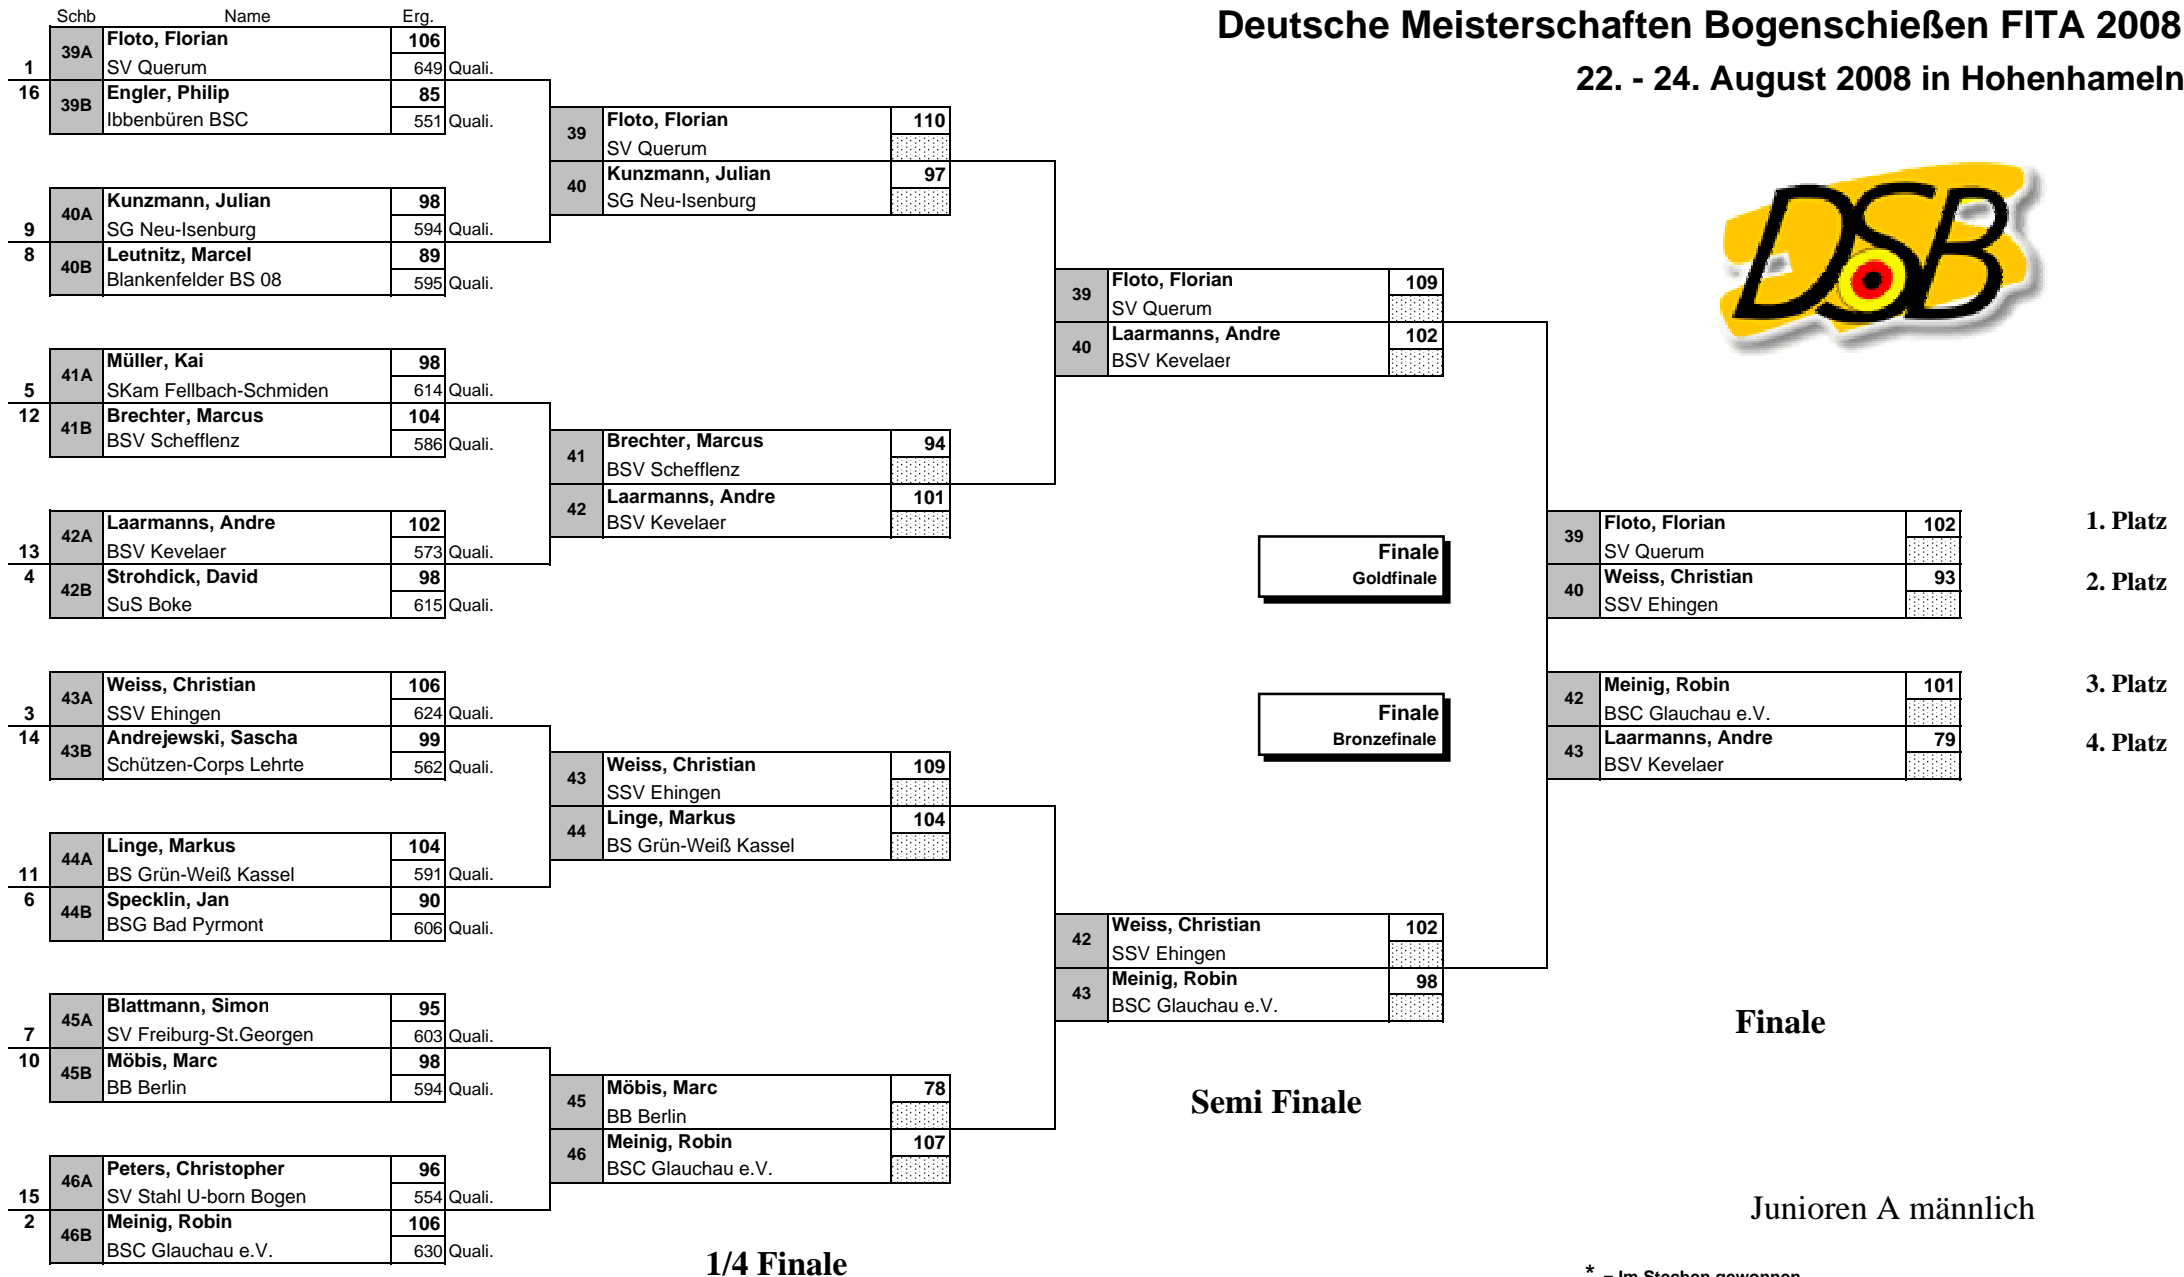 Deutsche Meisterschaften Bogenschießen FITA 2008
22. - 24. August 2008 in Hohenhameln
DSB
Schb Name Erg.
39A Floto, Florian 106
1 SV Querum 649 Quali.
16 39B Engler, Philip 85
Ibbenbüren BSC 551 Quali.
40A Kunzmann, Julian 98
9 SG Neu-Isenburg 594 Quali.
8 40B Leutnitz, Marcel 89
Blankenfelder BS 08 595 Quali.
41A Müller, Kai 98
5 SKam Fellbach-Schmiden 614 Quali.
12 41B Brechter, Marcus 104
BSV Schefflenz 586 Quali.
42A Laarmanns, Andre 102
13 BSV Kevelaer 573 Quali.
4 42B Strohdick, David 98
SuS Boke 615 Quali.
43A Weiss, Christian 106
3 SSV Ehingen 624 Quali.
14 43B Andrejewski, Sascha 99
Schützen-Corps Lehrte 562 Quali.
44A Linge, Markus 104
11 BS Grün-Weiß Kassel 591 Quali.
6 44B Specklin, Jan 90
BSG Bad Pyrmont 606 Quali.
45A Blattmann, Simon 95
7 SV Freiburg-St.Georgen 603 Quali.
10 45B Möbis, Marc 98
BB Berlin 594 Quali.
46A Peters, Christopher 96
15 SV Stahl U-born Bogen 554 Quali.
2 46B Meinig, Robin 106
BSC Glauchau e.V. 630 Quali.
39 Floto, Florian 110
SV Querum
40 Kunzmann, Julian 97
SG Neu-Isenburg
41 Brechter, Marcus 94
BSV Schefflenz
42 Laarmanns, Andre 101
BSV Kevelaer
43 Weiss, Christian 109
SSV Ehingen
44 Linge, Markus 104
BS Grün-Weiß Kassel
45 Möbis, Marc 78
BB Berlin
46 Meinig, Robin 107
BSC Glauchau e.V.
1/4 Finale
39 Floto, Florian 109
SV Querum
40 Laarmanns, Andre 102
BSV Kevelaer
42 Weiss, Christian 102
SSV Ehingen
43 Meinig, Robin 98
BSC Glauchau e.V.
Semi Finale
Finale
Goldfinale
39 Floto, Florian 102 1. Platz
SV Querum
40 Weiss, Christian 93 2. Platz
SSV Ehingen
Finale
Bronzefinale
42 Meinig, Robin 101 3. Platz
BSC Glauchau e.V.
43 Laarmanns, Andre 79 4. Platz
BSV Kevelaer
Finale
Junioren A männlich
* = Im Stechen gewonnen